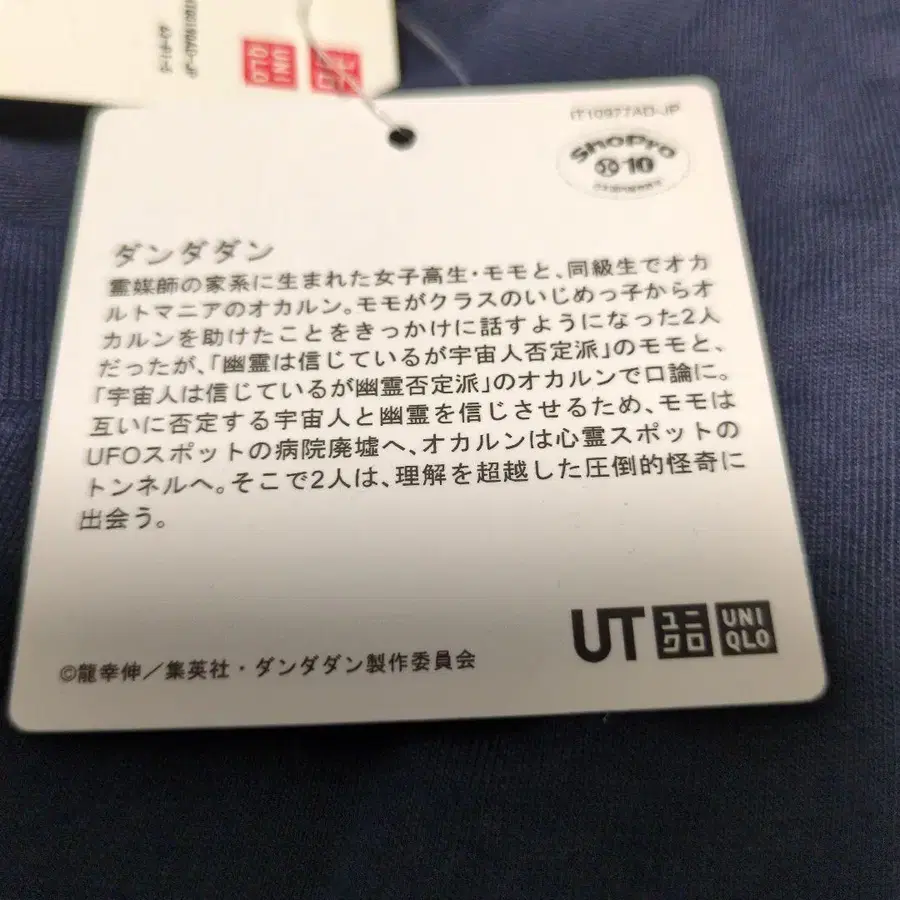 ユニ
クロ
UNI
QLO
IT10977AD-JP
ShoPro
10
ダンダダン
霊媒師の家系に生まれた女子高生・モモと、同級生でオカ
ルトマニアのオカルン。モモがクラスのいじめっ子からオ
カルンを助けたことをきっかけに話すようになった2人
だったが、「幽霊は信じているが宇宙人否定派」のモモと、
「宇宙人は信じているが幽霊否定派」のオカルンで口論に。
互いに否定する宇宙人と幽霊を信じさせるため、モモは
UFOスポットの病院廃墟へ、オカルンは心霊スポットの
トンネルへ。そこで2人は、理解を超越した圧倒的怪奇に
出会う。
UT ユニ UNI
クロ QLO
©龍幸伸／集英社・ダンダダン製作委員会